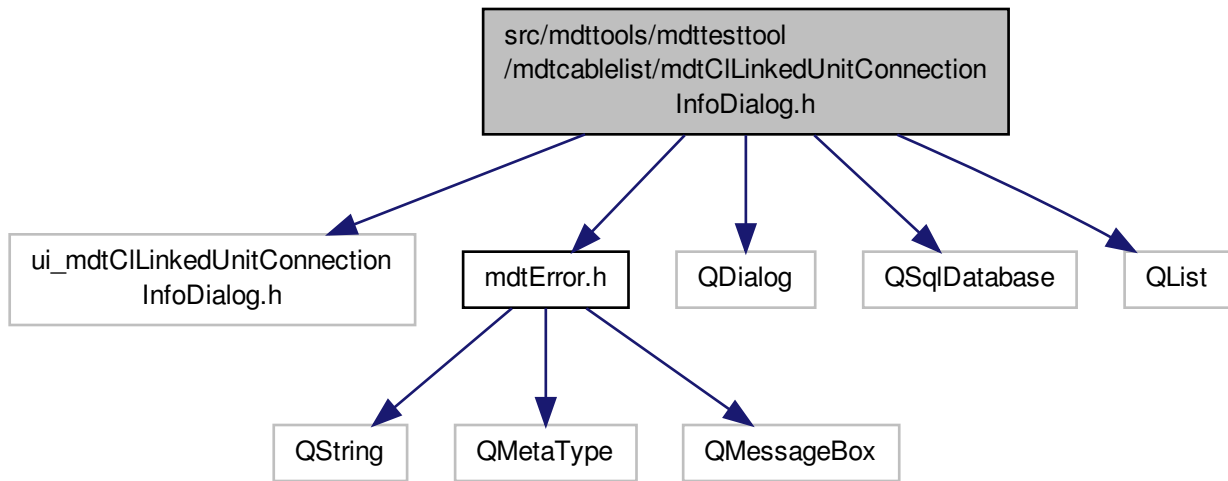 src/mdttools/mdttesttool
/mdtcablelist/mdtClLinkedUnitConnection
InfoDialog.h
ui_mdtClLinkedUnitConnection
InfoDialog.h
mdtError.h
QDialog
QSqlDatabase
QList
QString
QMetaType
QMessageBox